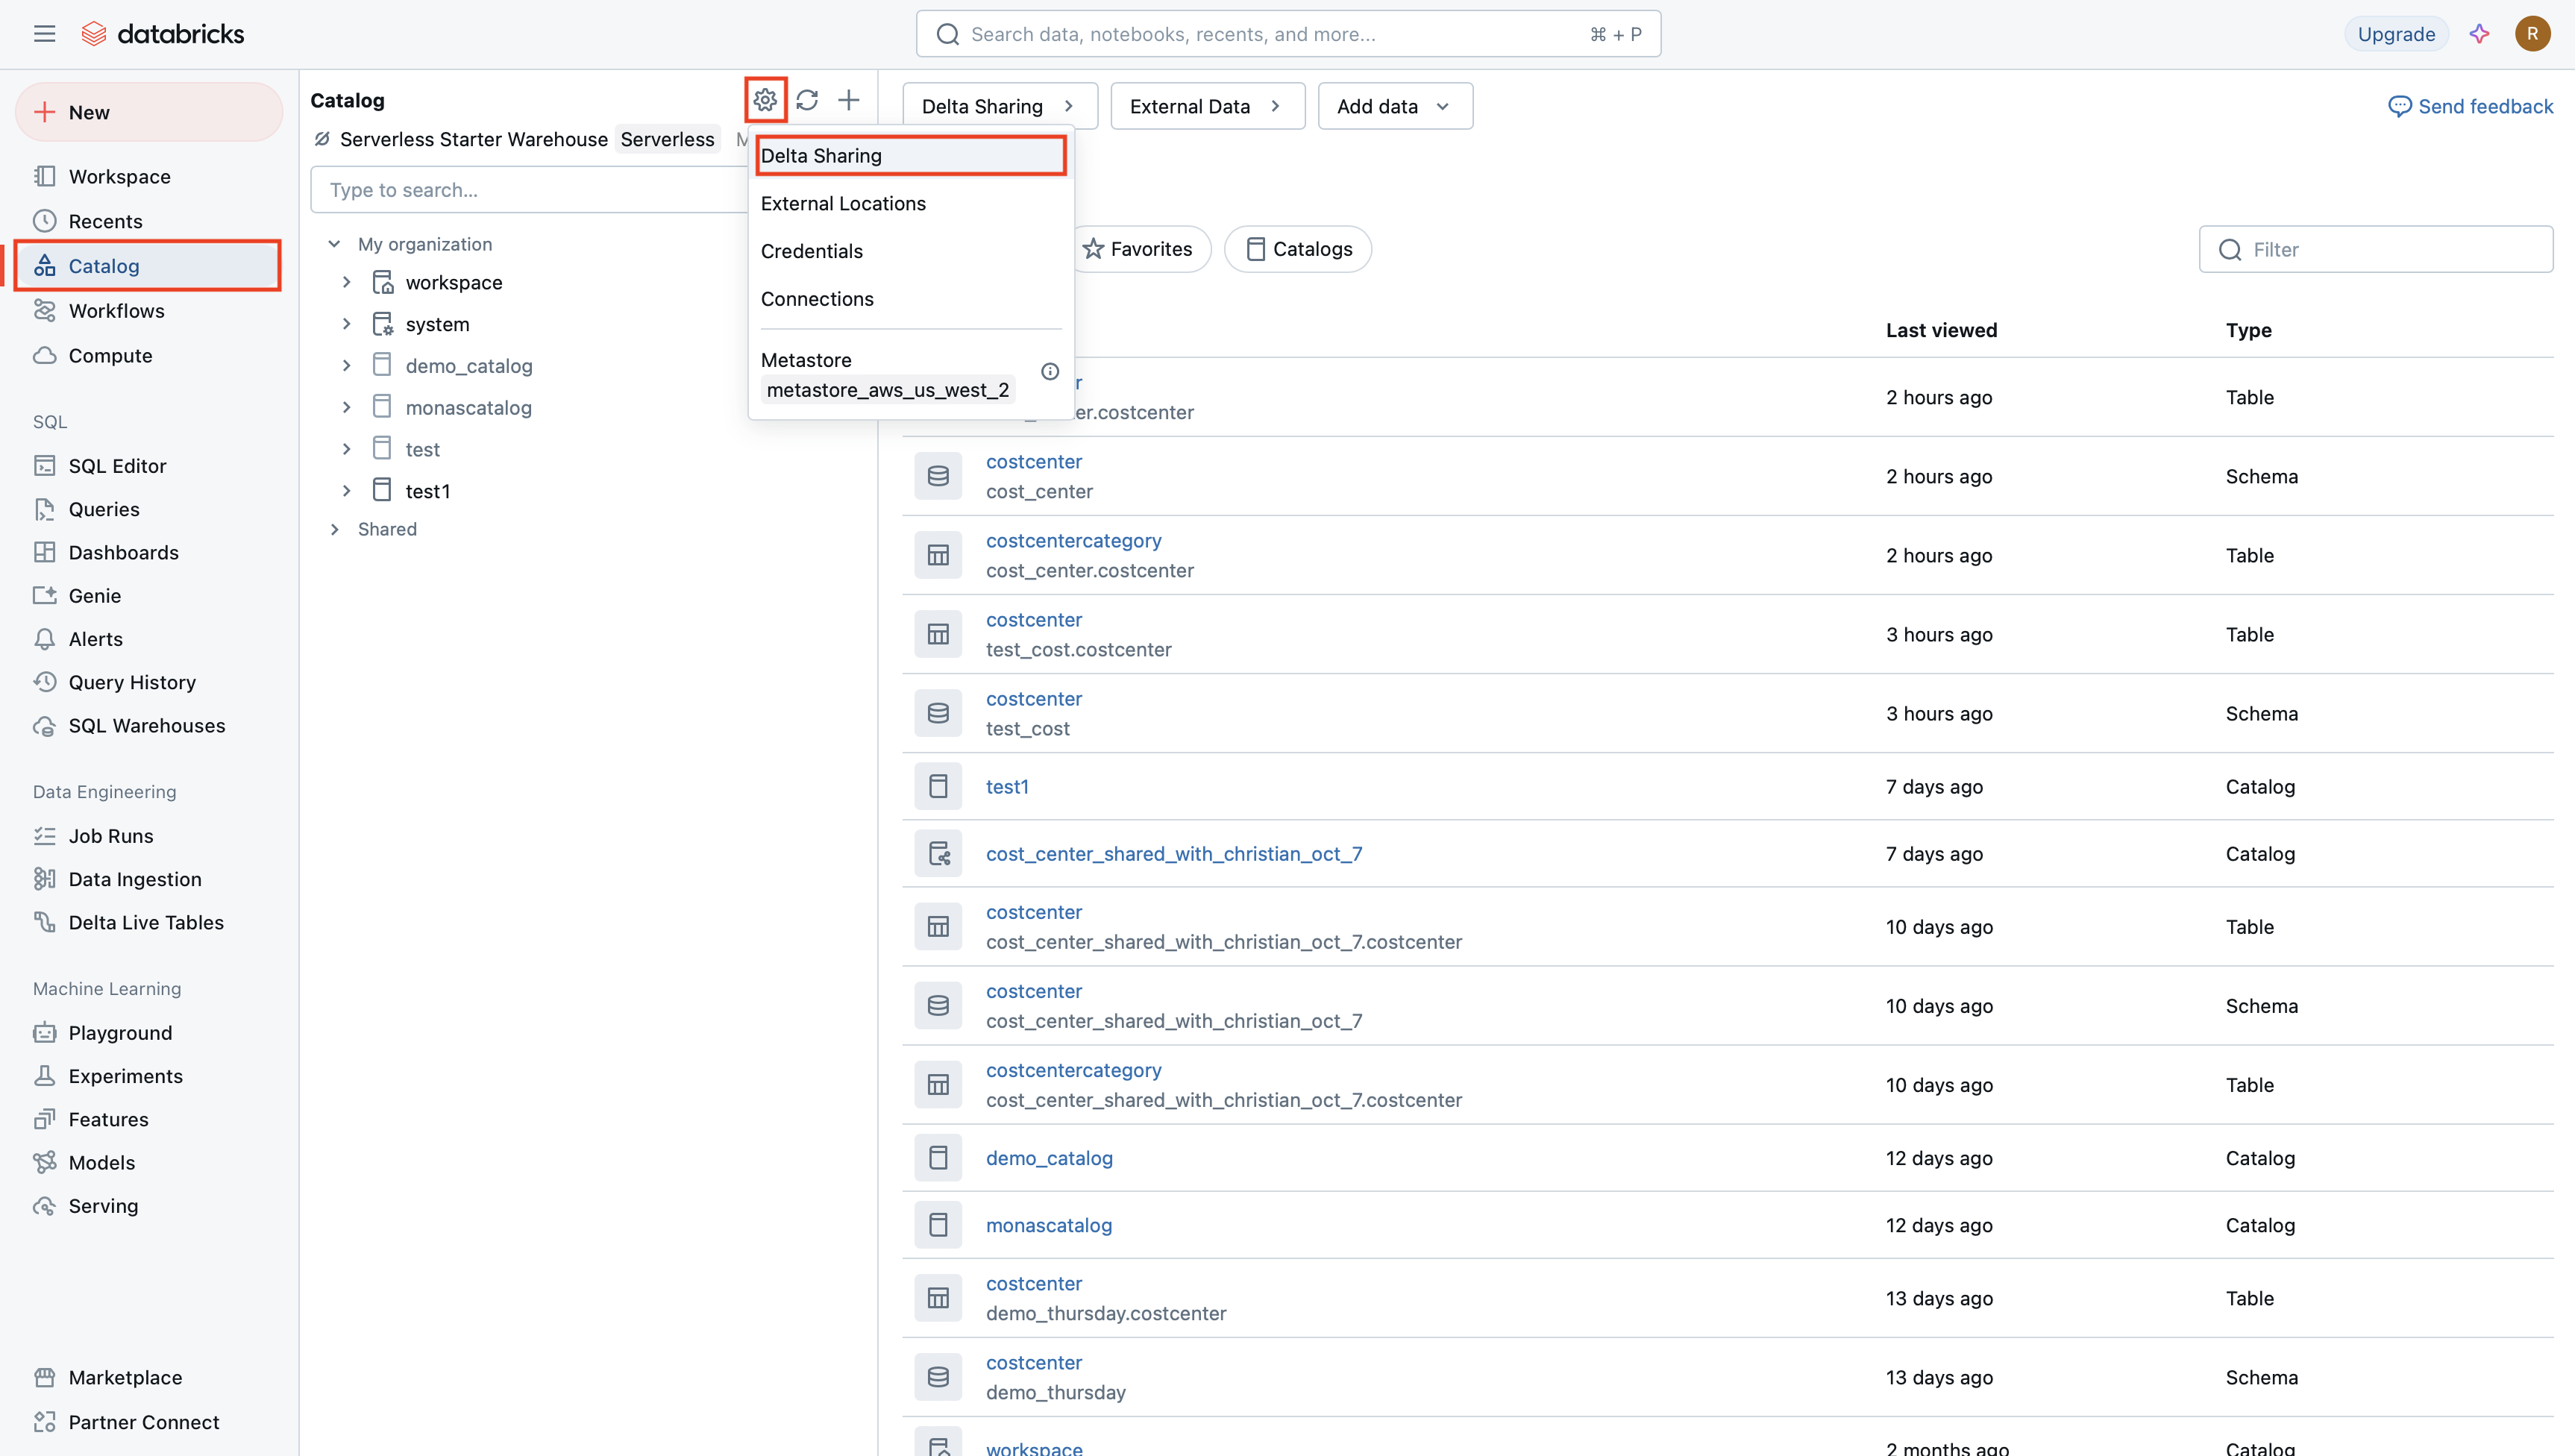 databricks
Search data, notebooks, recents, and more...
⌘ + P
Upgrade
R
New
Workspace
Recents
Catalog
Workflows
Compute
SQL
SQL Editor
Queries
Dashboards
Genie
Alerts
Query History
SQL Warehouses
Data Engineering
Job Runs
Data Ingestion
Delta Live Tables
Machine Learning
Playground
Experiments
Features
Models
Serving
Marketplace
Partner Connect
Catalog
Serverless Starter Warehouse Serverless
Type to search...
My organization
workspace
system
demo_catalog
monascatalog
test
test1
Shared
Delta Sharing
External Locations
Credentials
Connections
Metastore
metastore_aws_us_west_2
Delta Sharing
External Data
Add data
Send feedback
Favorites
Catalogs
Filter
Last viewed Type
er.costcenter
2 hours ago Table
costcenter
cost_center
2 hours ago Schema
costcentercategory
cost_center.costcenter
2 hours ago Table
costcenter
test_cost.costcenter
3 hours ago Table
costcenter
test_cost
3 hours ago Schema
test1 7 days ago Catalog
cost_center_shared_with_christian_oct_7 7 days ago Catalog
costcenter
cost_center_shared_with_christian_oct_7.costcenter
10 days ago Table
costcenter
cost_center_shared_with_christian_oct_7
10 days ago Schema
costcentercategory
cost_center_shared_with_christian_oct_7.costcenter
10 days ago Table
demo_catalog 12 days ago Catalog
monascatalog 12 days ago Catalog
costcenter
demo_thursday.costcenter
13 days ago Table
costcenter
demo_thursday
13 days ago Schema
workspace 2 months ago Catalog